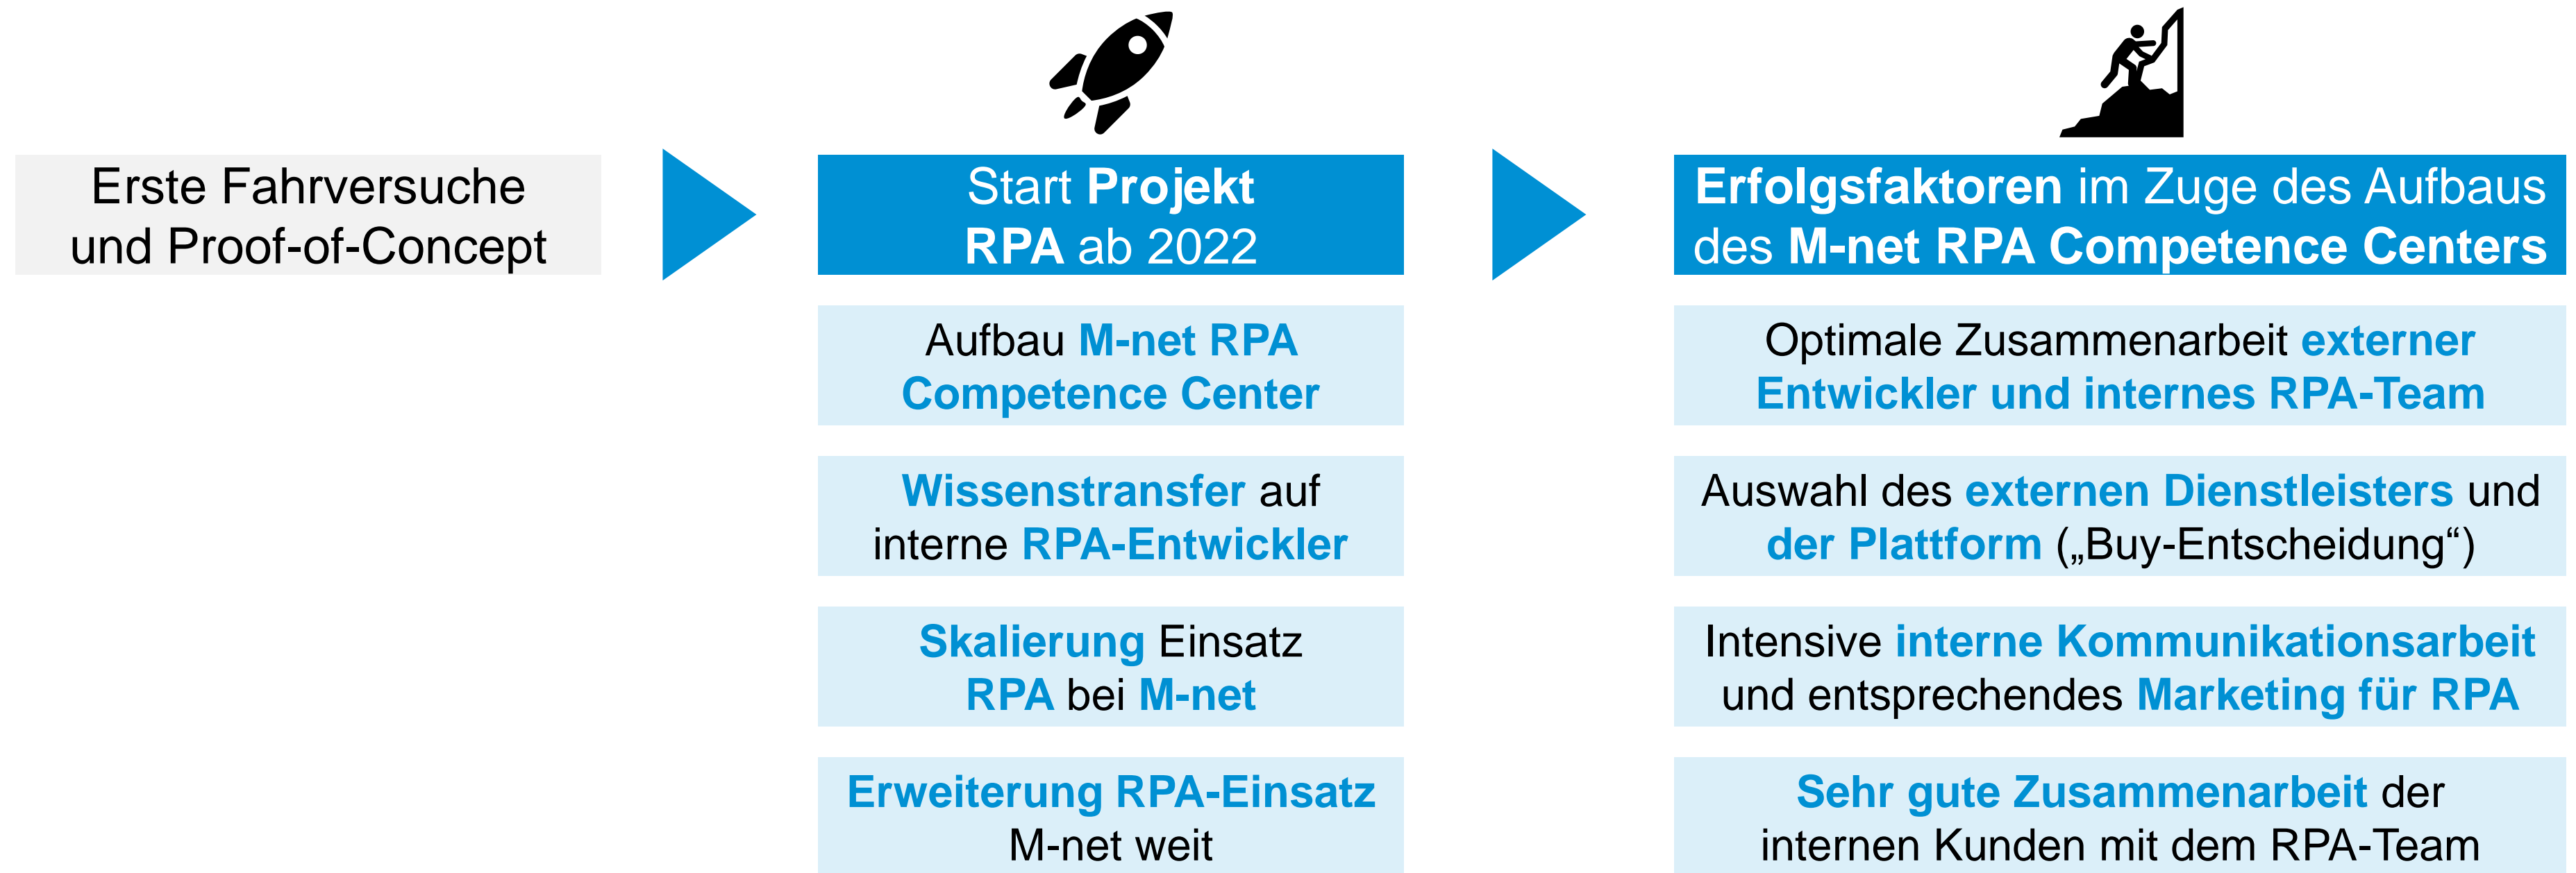 Erste Fahrversuche
und Proof-of-Concept
Start Projekt
RPA ab 2022
Aufbau M-net RPA
Competence Center
Wissenstransfer auf
interne RPA-Entwickler
Skalierung Einsatz
RPA bei M-net
Erweiterung RPA-Einsatz
M-net weit
Erfolgsfaktoren im Zuge des Aufbaus
des M-net RPA Competence Centers
Optimale Zusammenarbeit externer
Entwickler und internes RPA-Team
Auswahl des externen Dienstleisters und
der Plattform („Buy-Entscheidung“)
Intensive interne Kommunikationsarbeit
und entsprechendes Marketing für RPA
Sehr gute Zusammenarbeit der
internen Kunden mit dem RPA-Team